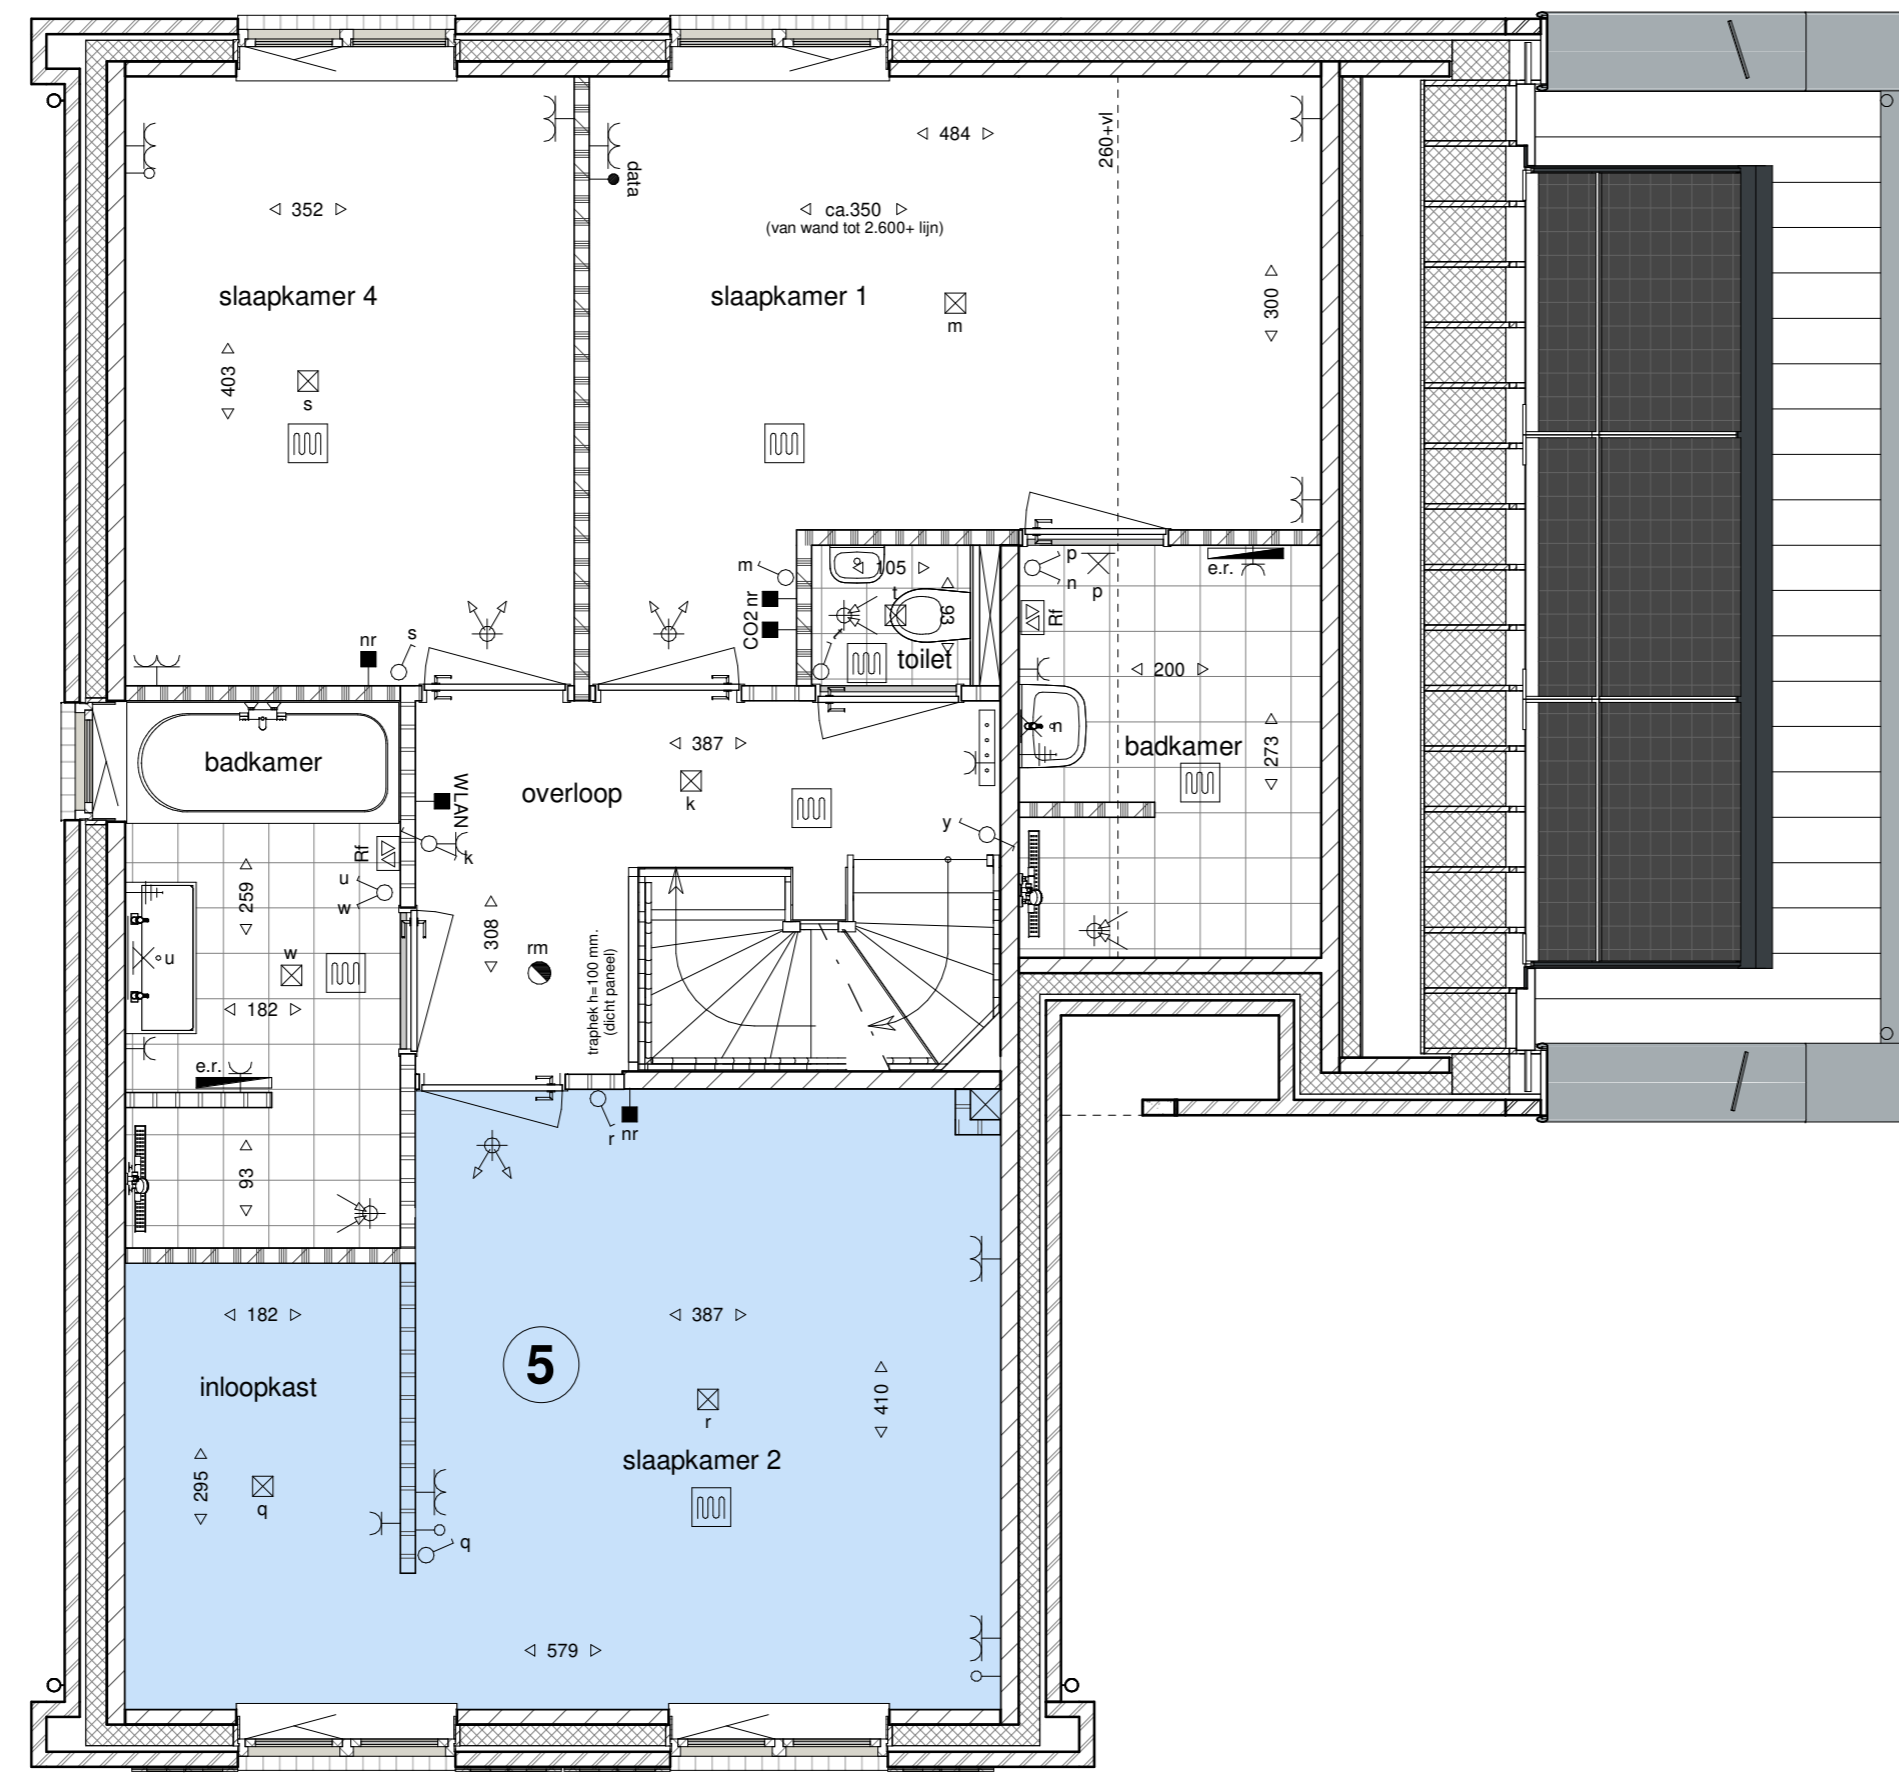 484
260+vl
data
352
ca.350
(van wand tot 2.600+ lijn)
slaapkamer 4
slaapkamer 1
300
m
403
s
m
105
t
93
CO2 nr
toilet
p
n
p
e.r.
Rf
nr
s
200
n
badkamer
273
387
badkamer
overloop
k
WLAN
k
y
Rf
u
w
259
308
rm
traphek h=100 mm.
(dicht paneel)
u
w
182
e.r.
r
nr
93
182
387
5
inloopkast
410
r
slaapkamer 2
295
q
q
579